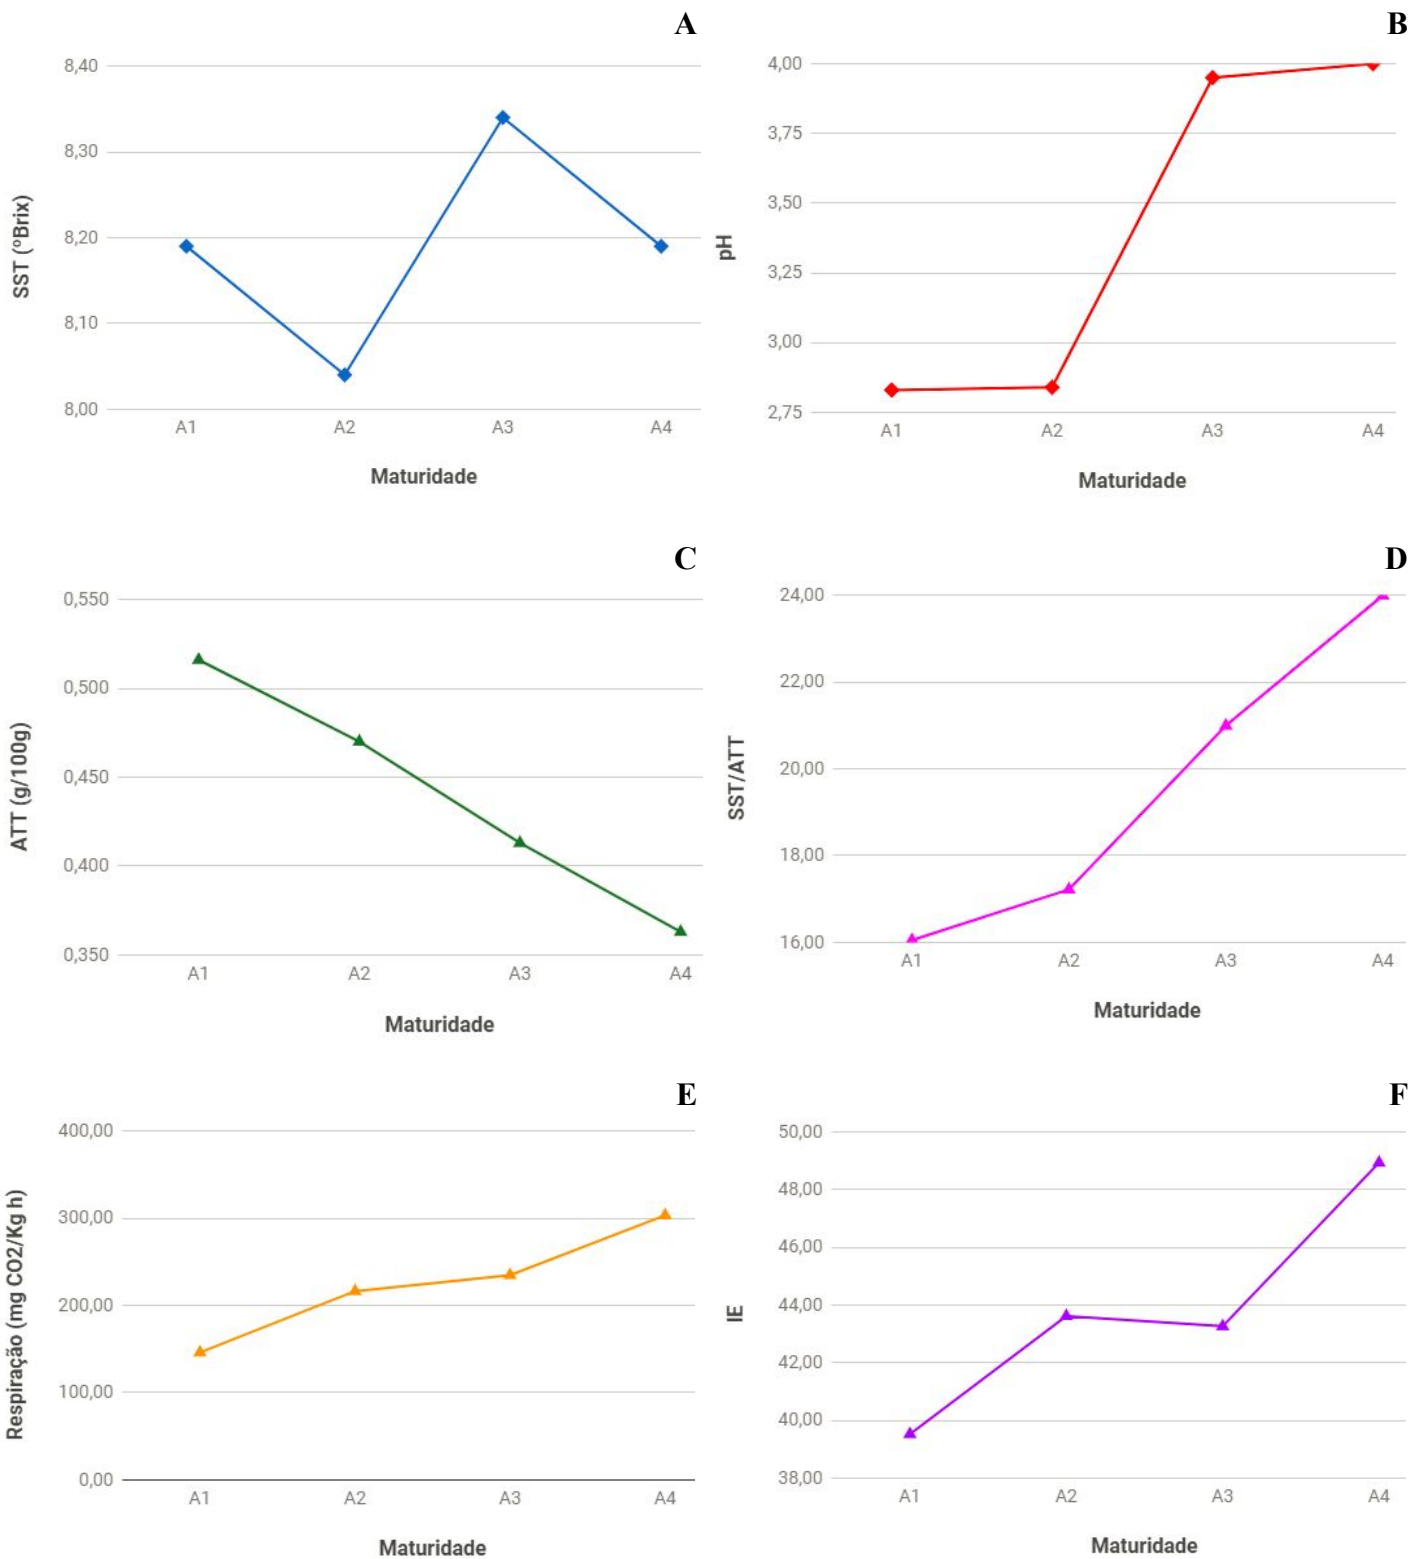 A
8,40
8,30
8,20
8,10
8,00
SST (ºBrix)
A1 A2 A3 A4
Maturidade
B
4,00
3,75
3,50
3,25
3,00
2,75
pH
A1 A2 A3 A4
Maturidade
C
0,550
0,500
0,450
0,400
0,350
ATT (g/100g)
A1 A2 A3 A4
Maturidade
D
24,00
22,00
20,00
18,00
16,00
SST/ATT
A1 A2 A3 A4
Maturidade
E
400,00
300,00
200,00
100,00
0,00
Respiração (mg CO2/Kg h)
A1 A2 A3 A4
Maturidade
F
50,00
48,00
46,00
44,00
42,00
40,00
38,00
IE
A1 A2 A3 A4
Maturidade